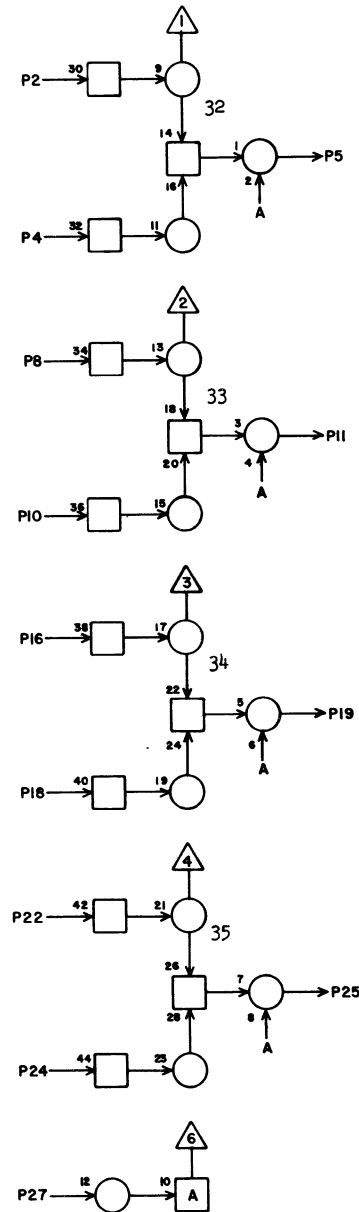 1
P2 30 9
32
14 1 P5
16 2
P4 32 11 A
2
P8 34 13
33
18 3 P11
20 4
P10 36 15 A
3
P16 38 17
34
22 5 P19
24 6
P18 40 19 A
4
P22 42 21
35
26 7 P25
28 8
P24 44 23 A
6
P27 12 10 A